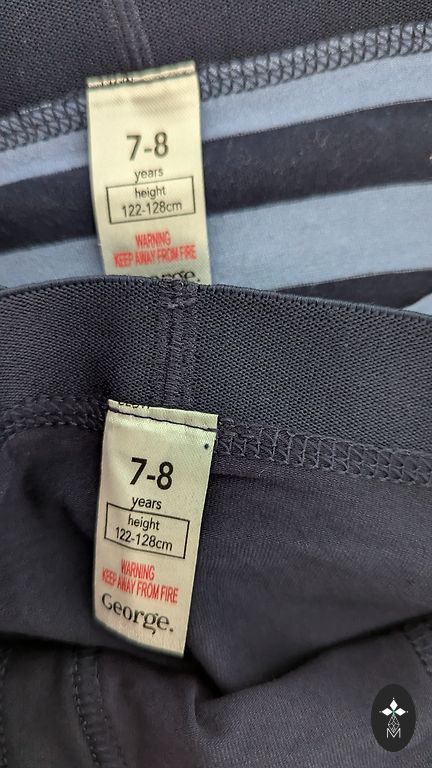 7-8
years
height
122-128cm
WARNING
KEEP AWAY FROM FIRE
George
7-8
years
height
122-128cm
WARNING
KEEP AWAY FROM FIRE
George.